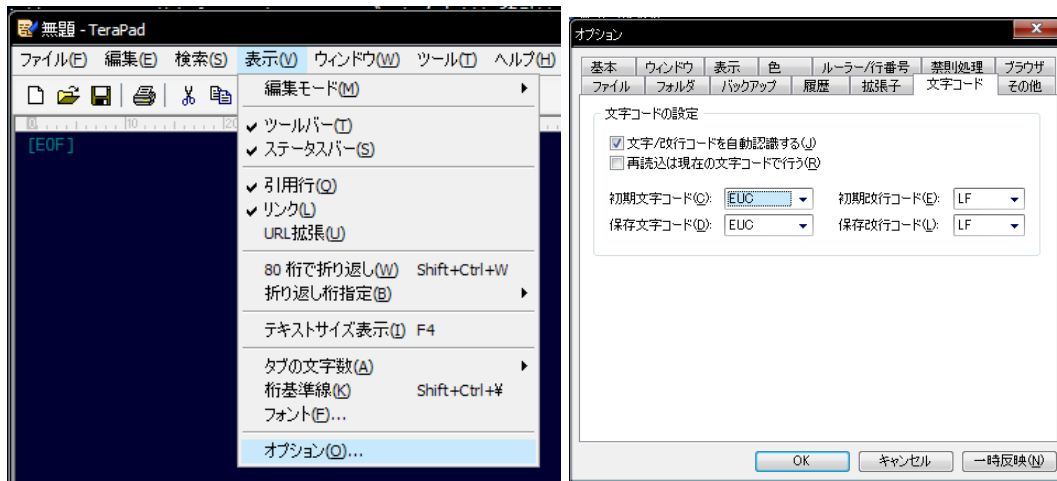 無題 - TeraPad
ファイル(F) 編集(E) 検索(S) 表示(V) ウィンドウ(W) ツール(T) ヘルプ(H)
[EOF]
編集モード(M)
ツールバー(T)
ステータスバー(S)
引用行(Q)
リンク(L)
URL拡張(U)
80 桁で折り返し(W) Shift+Ctrl+W
折り返し桁指定(B)
テキストサイズ表示(I) F4
タブの文字数(A)
桁基準線(K) Shift+Ctrl+¥
フォント(F)...
オプション(O)...
オプション
基本 ウィンドウ 表示 色 ルーラー/行番号 禁則処理 ブラウザ
ファイル フォルダ バックアップ 履歴 拡張子 文字コード その他
文字コードの設定
文字/改行コードを自動認識する(J)
再読込は現在の文字コードで行う(R)
初期文字コード(C): EUC 初期改行コード(E): LF
保存文字コード(D): EUC 保存改行コード(L): LF
OK キャンセル 一時反映(N)